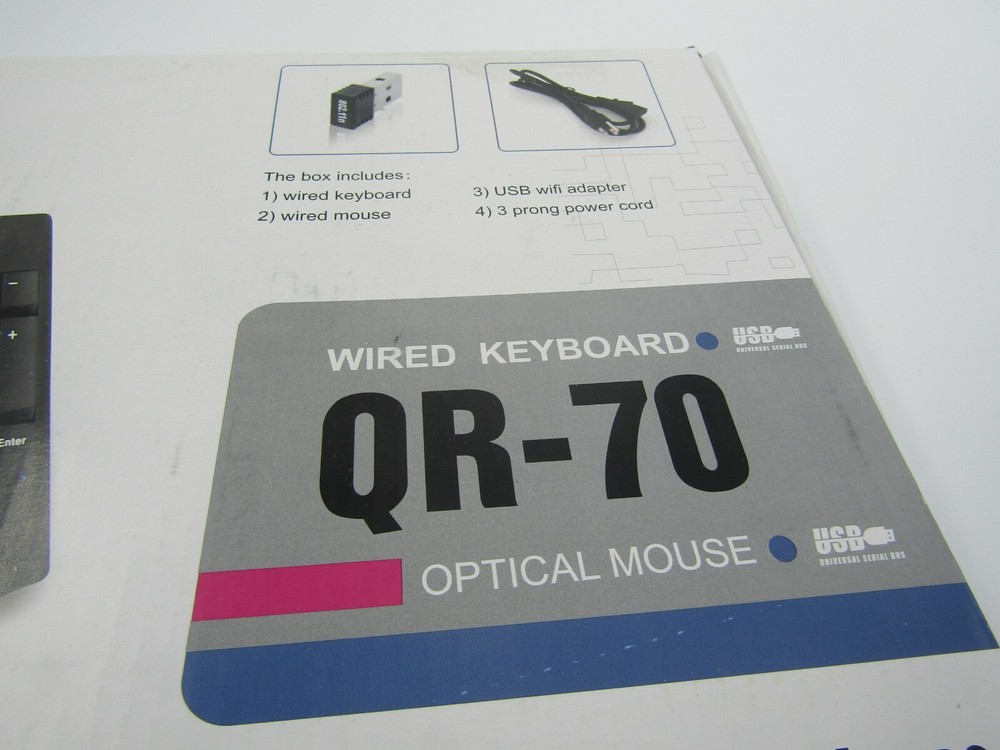 802.11n
The box includes:
1) wired keyboard
2) wired mouse
3) USB wifi adapter
4) 3 prong power cord
-
+
Enter
WIRED KEYBOARD
USB
UNIVERSAL SERIAL BUS
QR-70
OPTICAL MOUSE
USB
UNIVERSAL SERIAL BUS